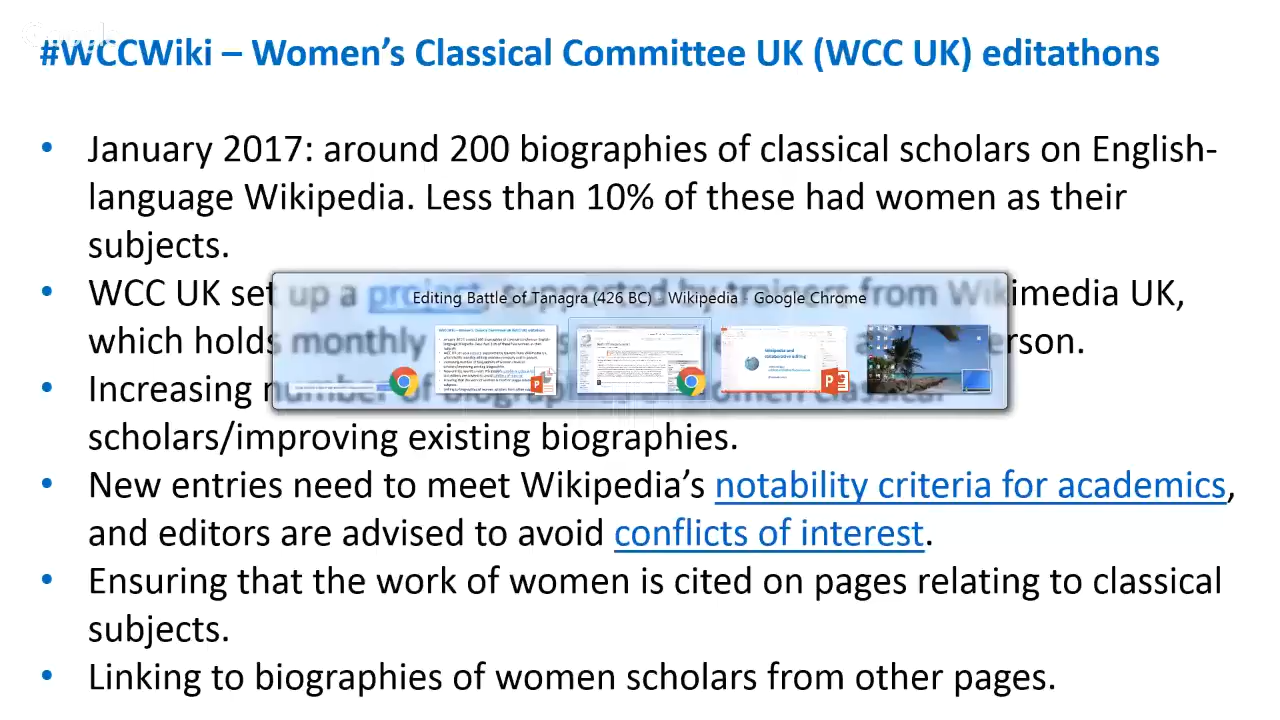 #WCCWiki – Women's Classical Committee UK (WCC UK) editathons
• January 2017: around 200 biographies of classical scholars on English-
language Wikipedia. Less than 10% of these had women as their
subjects.
• WCC UK set up a project, supported by trainers from Wikimedia UK,
Editing Battle of Tanagra (426 BC) - Wikipedia - Google Chrome
which holds monthly erson.
Wikipedia and
collaborative editing
• Increasing number of biographies for women classical
scholars/improving existing biographies.
• New entries need to meet Wikipedia's notability criteria for academics,
and editors are advised to avoid conflicts of interest.
• Ensuring that the work of women is cited on pages relating to classical
subjects.
• Linking to biographies of women scholars from other pages.